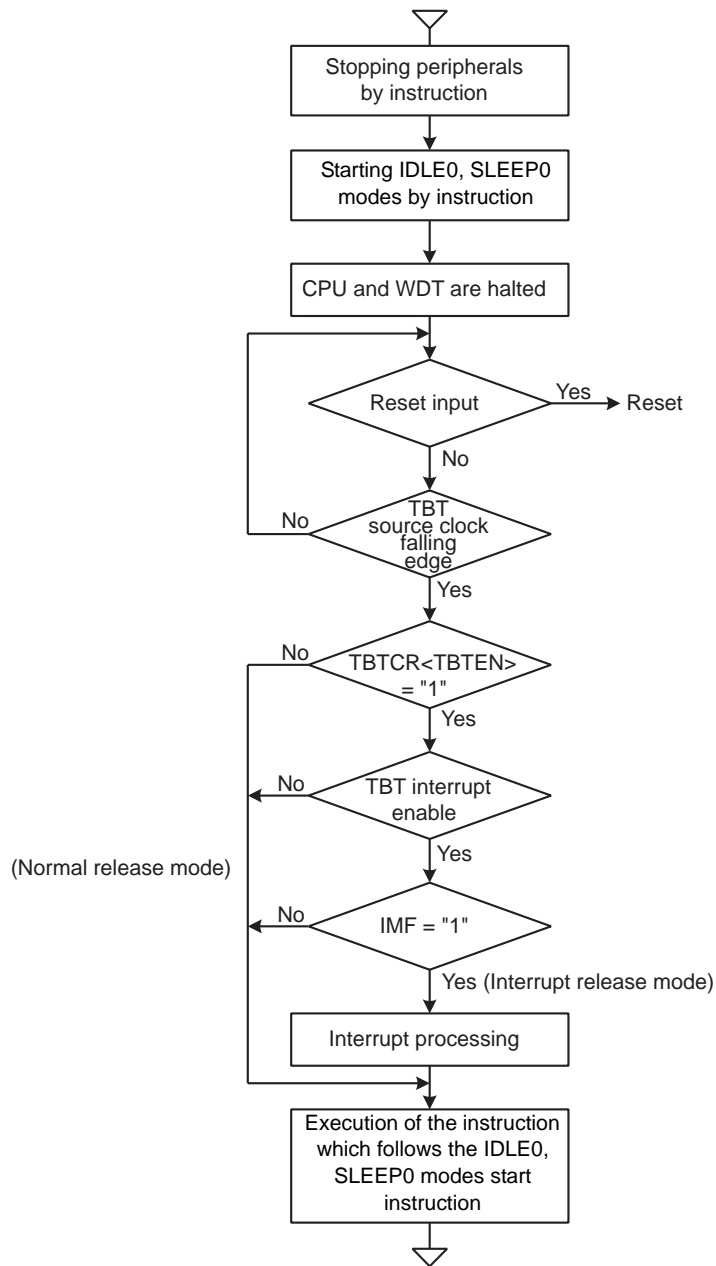 Stopping peripherals
by instruction
Starting IDLE0, SLEEP0
modes by instruction
CPU and WDT are halted
Reset input
Yes
Reset
No
TBT
source clock
falling
edge
No
Yes
TBTCR<TBTEN>
= "1"
No
Yes
TBT interrupt
enable
No
Yes
(Normal release mode)
IMF = "1"
No
Yes (Interrupt release mode)
Interrupt processing
Execution of the instruction
which follows the IDLE0,
SLEEP0 modes start
instruction